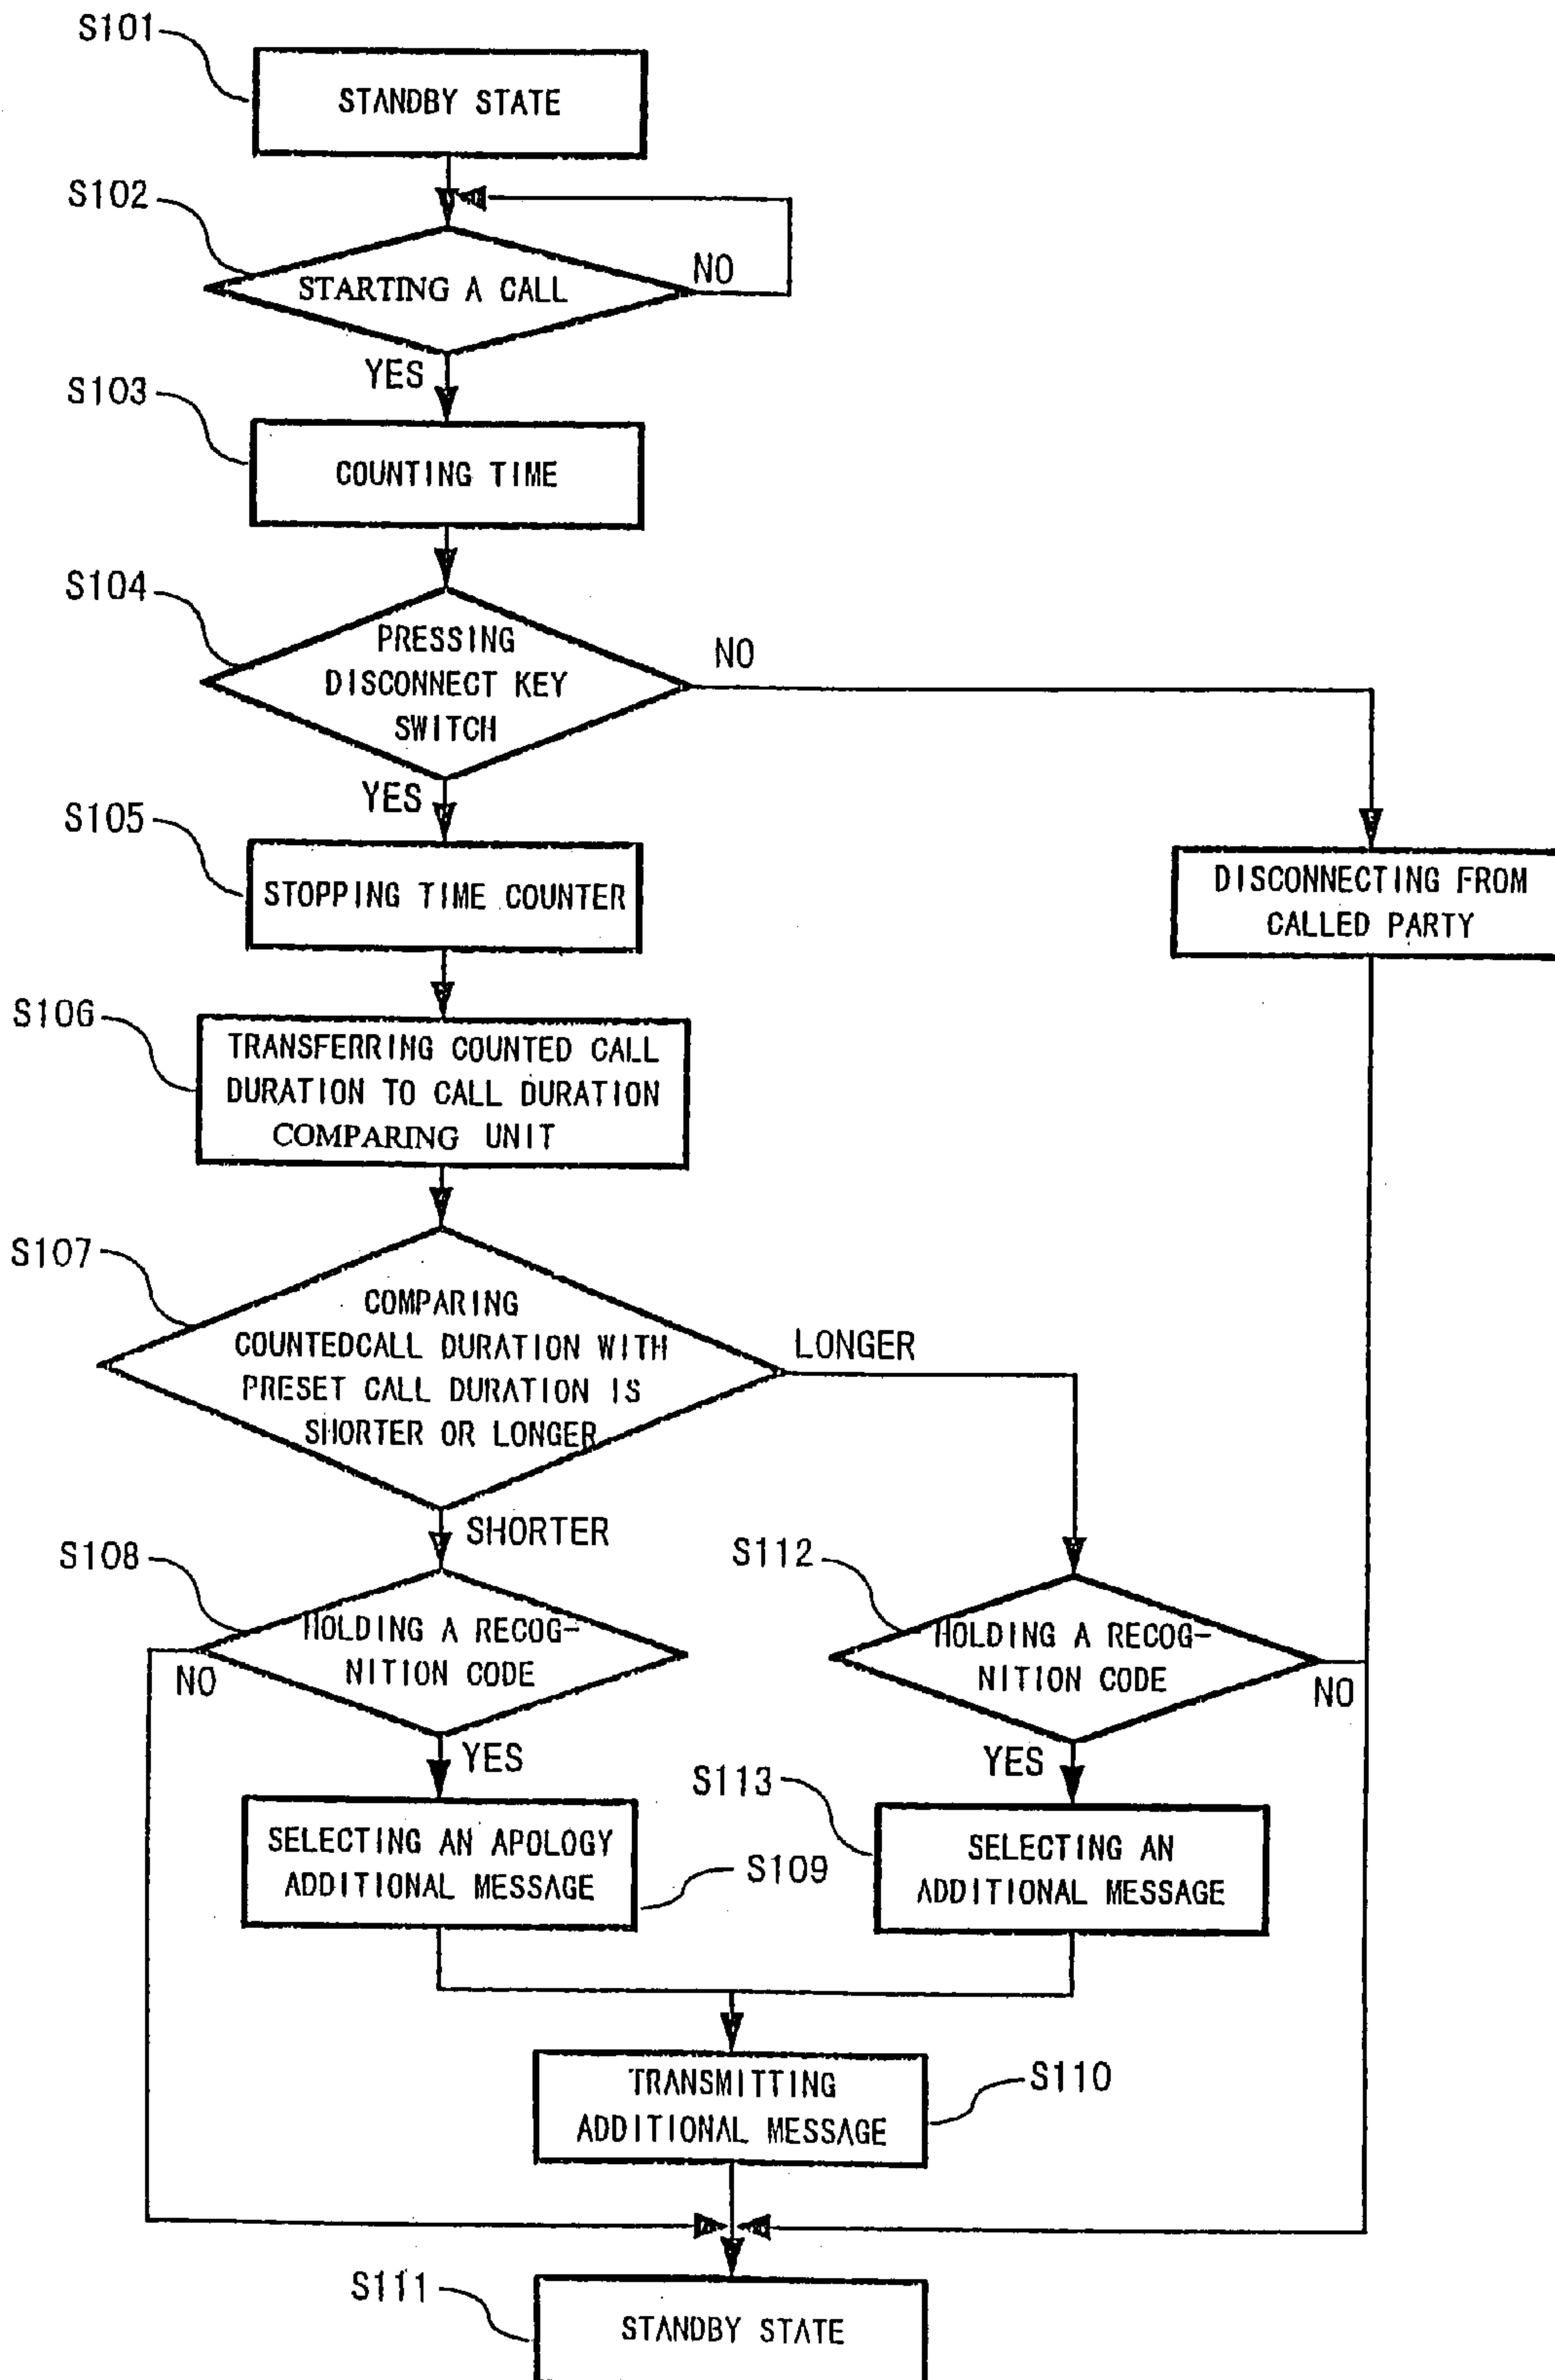 S101
STANDBY STATE
S102
STARTING A CALL
NO
YES
S103
COUNTING TIME
S104
PRESSING
DISCONNECT KEY
SWITCH
NO
YES
S105
STOPPING TIME COUNTER
DISCONNECTING FROM
CALLED PARTY
S106
TRANSFERRING COUNTED CALL
DURATION TO CALL DURATION
COMPARING UNIT
S107
COMPARING
COUNTEDCALL DURATION WITH
PRESET CALL DURATION IS
SHORTER OR LONGER
LONGER
SHORTER
S108
HOLDING A RECOG-
NITION CODE
NO
YES
S112
HOLDING A RECOG-
NITION CODE
NO
YES
SELECTING AN APOLOGY
ADDITIONAL MESSAGE
S109
S113
SELECTING AN
ADDITIONAL MESSAGE
TRANSMITTING
ADDITIONAL MESSAGE
S110
S111
STANDBY STATE